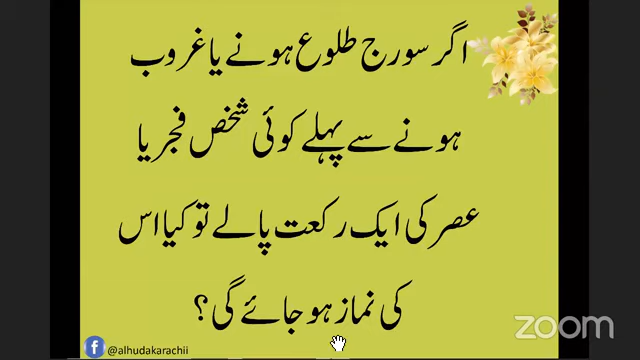 اگر سورج طلوع ہونے یا غروب
ہونے سے پہلے کوئی شخص فجر یا
عصر کی ایک رکعت پالے تو کیا اس
کی نماز ہو جائے گی؟
@alhudakarachii
zoom